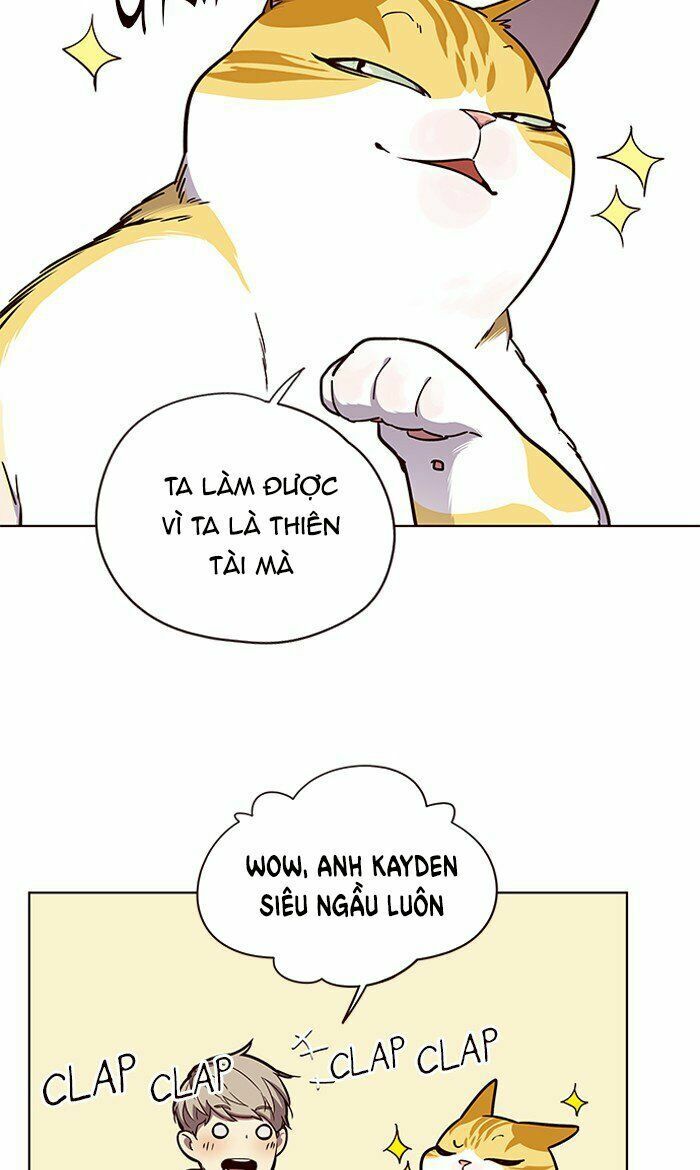 TA LÀM ĐƯỢC
VÌ TA LÀ THIÊN
TÀI MÀ
WOW, ANH KAYDEN
SIÊU NGẦU LUÔN
CLAP CLAP
CLAP CLAP